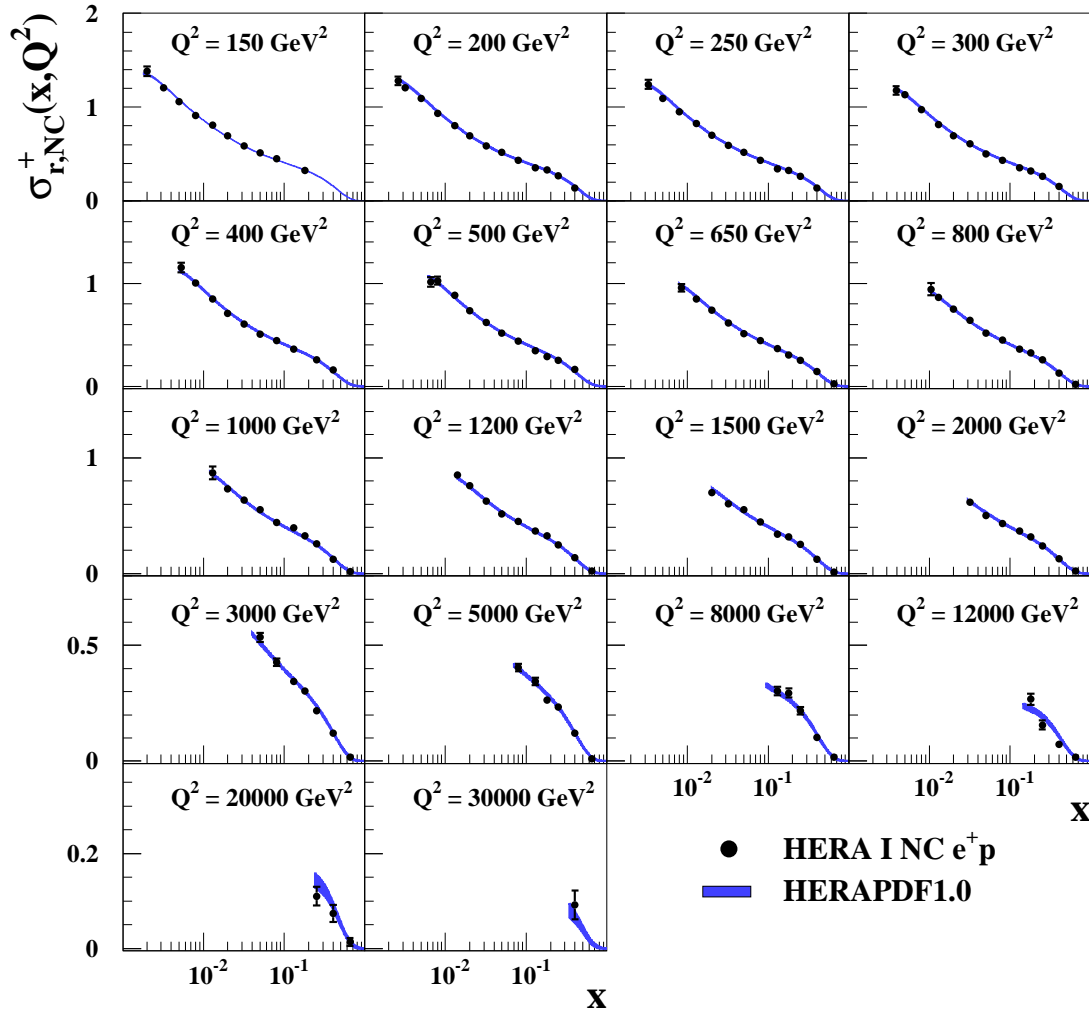 σ⁺r,NC(x,Q²)
2
Q² = 150 GeV² Q² = 200 GeV² Q² = 250 GeV² Q² = 300 GeV²
1
0
Q² = 400 GeV² Q² = 500 GeV² Q² = 650 GeV² Q² = 800 GeV²
1
0
Q² = 1000 GeV² Q² = 1200 GeV² Q² = 1500 GeV² Q² = 2000 GeV²
1
0
Q² = 3000 GeV² Q² = 5000 GeV² Q² = 8000 GeV² Q² = 12000 GeV²
0.5
0
Q² = 20000 GeV² Q² = 30000 GeV² 10⁻² 10⁻¹ 10⁻² 10⁻¹
x
HERA I NC e⁺p
0.2
HERAPDF1.0
0
10⁻² 10⁻¹ 10⁻² 10⁻¹
x